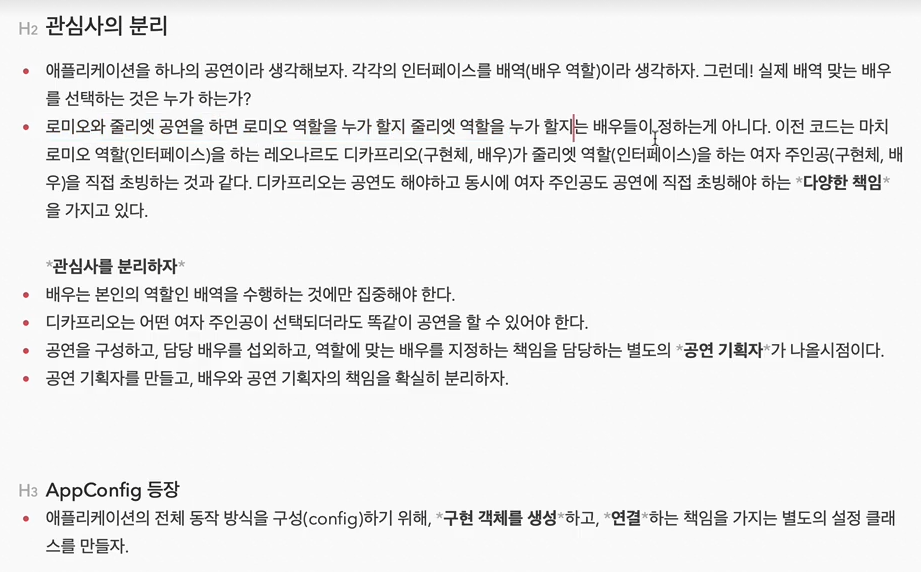 H2 관심사의 분리
• 애플리케이션을 하나의 공연이라 생각해보자. 각각의 인터페이스를 배역(배우 역할)이라 생각하자. 그런데! 실제 배역 맞는 배우
를 선택하는 것은 누가 하는가?
• 로미오와 줄리엣 공연을 하면 로미오 역할을 누가 할지 줄리엣 역할을 누가 할지는 배우들이 정하는게 아니다. 이전 코드는 마치
로미오 역할(인터페이스)을 하는 레오나르도 디카프리오(구현체, 배우)가 줄리엣 역할(인터페이스)을 하는 여자 주인공(구현체, 배
우)을 직접 초빙하는 것과 같다. 디카프리오는 공연도 해야하고 동시에 여자 주인공도 공연에 직접 초빙해야 하는 *다양한 책임*
을 가지고 있다.
*관심사를 분리하자*
• 배우는 본인의 역할인 배역을 수행하는 것에만 집중해야 한다.
• 디카프리오는 어떤 여자 주인공이 선택되더라도 똑같이 공연을 할 수 있어야 한다.
• 공연을 구성하고, 담당 배우를 섭외하고, 역할에 맞는 배우를 지정하는 책임을 담당하는 별도의 *공연 기획자*가 나올시점이다.
• 공연 기획자를 만들고, 배우와 공연 기획자의 책임을 확실히 분리하자.
H3 AppConfig 등장
• 애플리케이션의 전체 동작 방식을 구성(config)하기 위해, *구현 객체를 생성*하고, *연결*하는 책임을 가지는 별도의 설정 클래
스를 만들자.